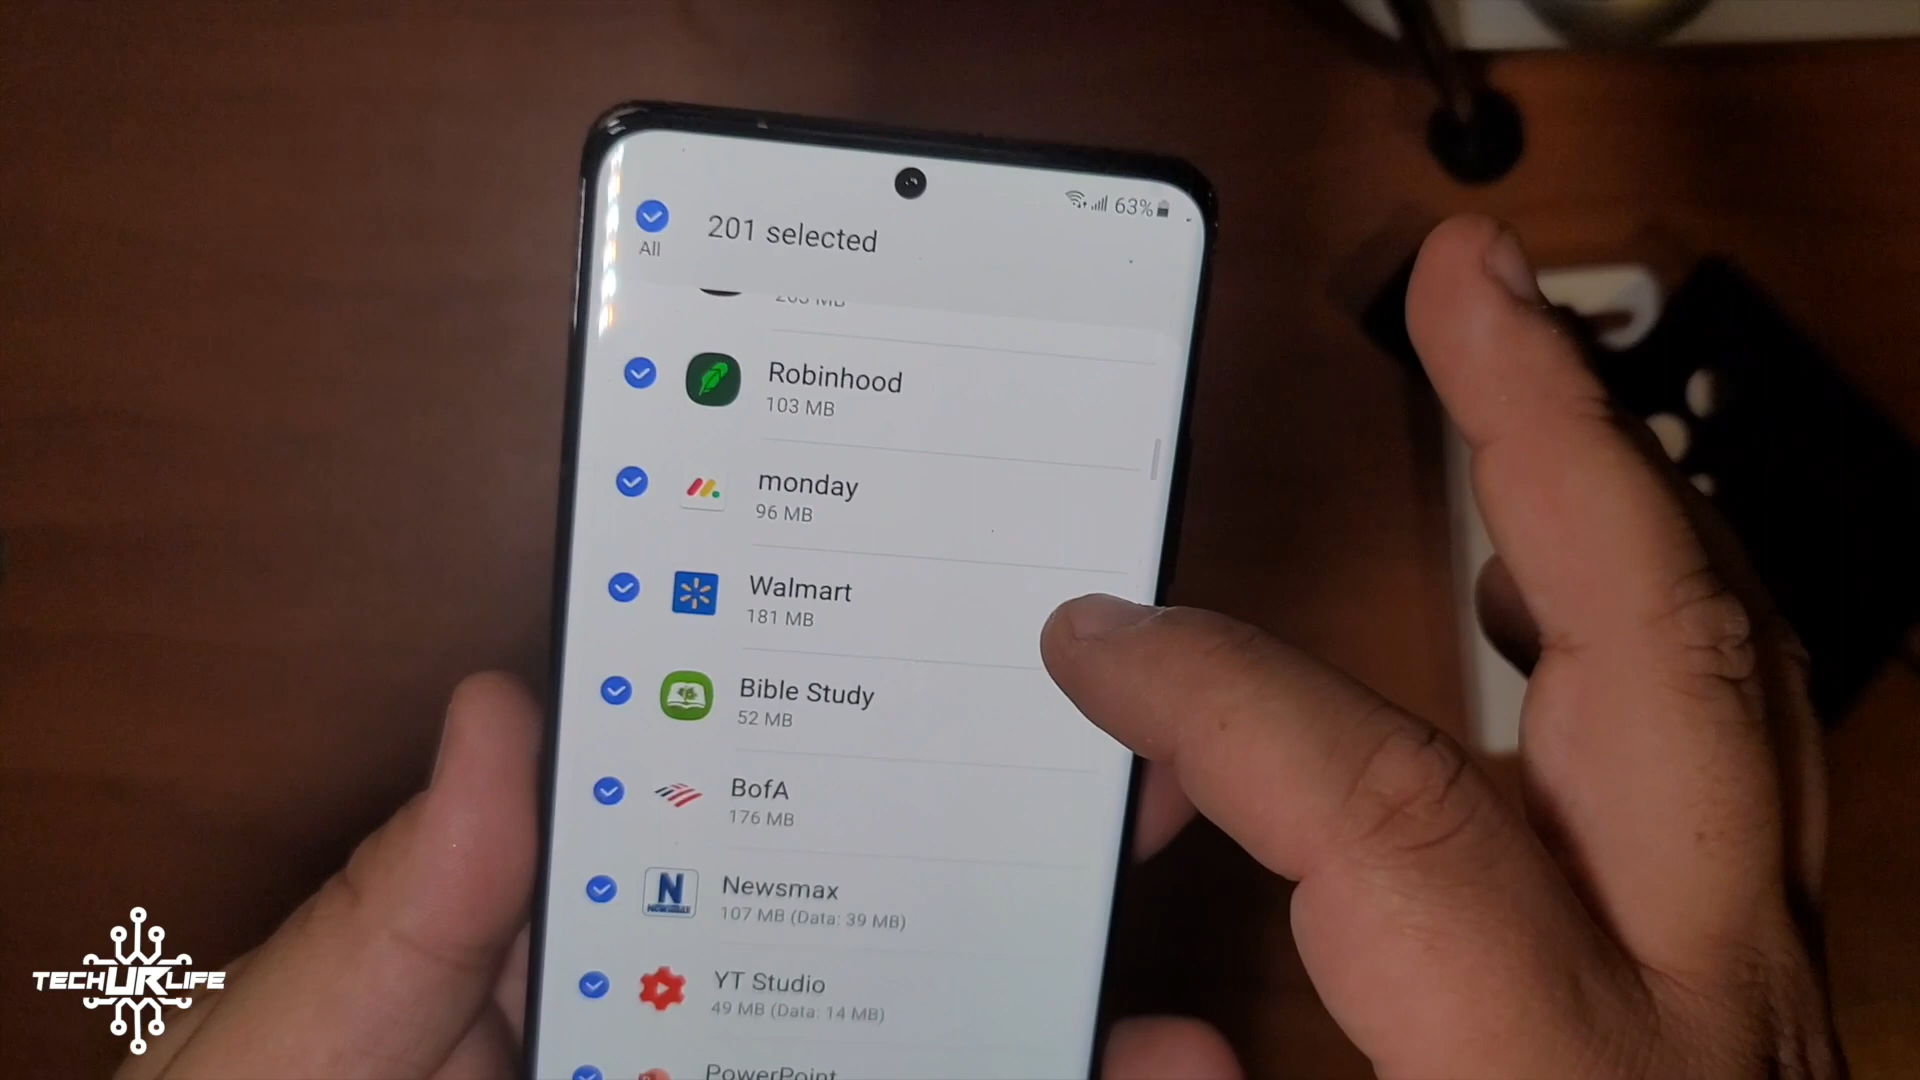 63%
201 selected
All
Robinhood
103 MB
monday
96 MB
Walmart
181 MB
Bible Study
52 MB
BofA
176 MB
N
NEWSMAX
Newsmax
107 MB (Data: 39 MB)
YT Studio
49 MB (Data: 14 MB)
PowerPoint
TECHURLIFE